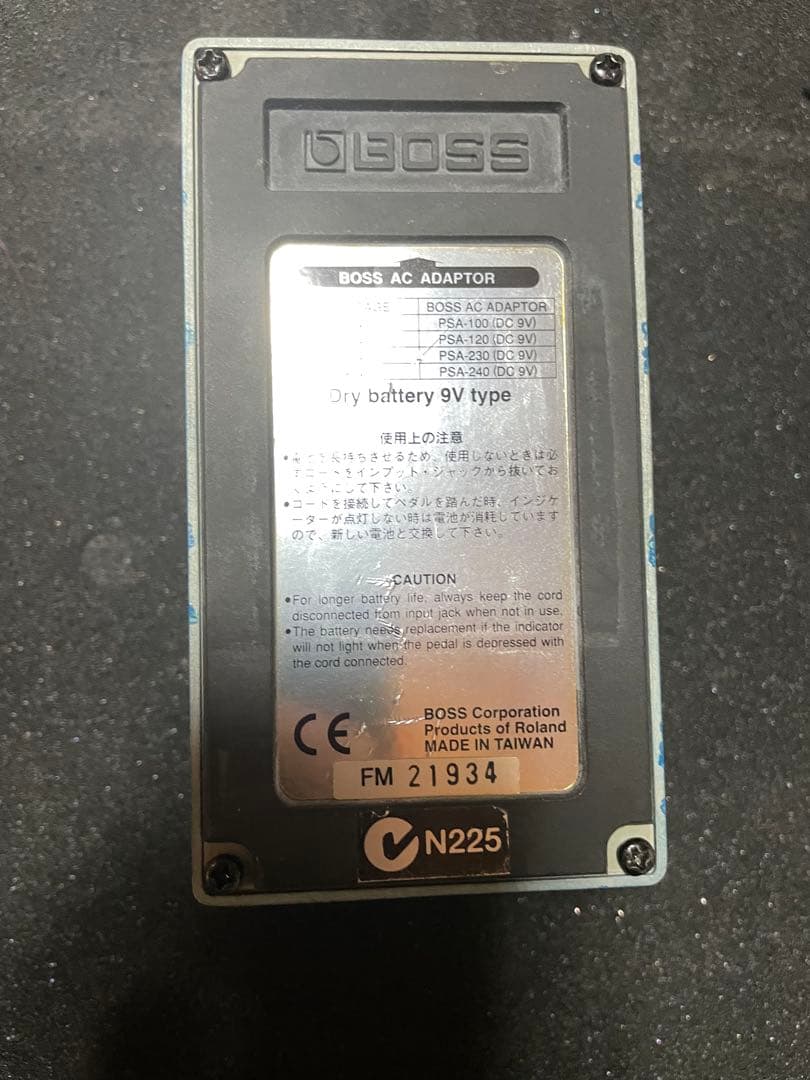 BOSS
BOSS AC ADAPTOR
BOSS AC ADAPTOR
PSA-100 (DC 9V)
PSA-120 (DC 9V)
PSA-230 (DC 9V)
PSA-240 (DC 9V)
Dry battery 9V type
使用上の注意
長持ちさせるため、使用しないときは必
ずコードをインプット・ジャックから抜いてお
くようにして下さい。
●コードを接続してペダルを踏んだ時、インジケ
ーターが点灯しない時は電池が消耗しています
ので、新しい電池と交換して下さい。
CAUTION
●For longer battery life, always keep the cord
disconnected from input jack when not in use.
●The battery needs replacement if the indicator
will not light when the pedal is depressed with
the cord connected.
CE
BOSS Corporation
Products of Roland
MADE IN TAIWAN
FM 21934
N225